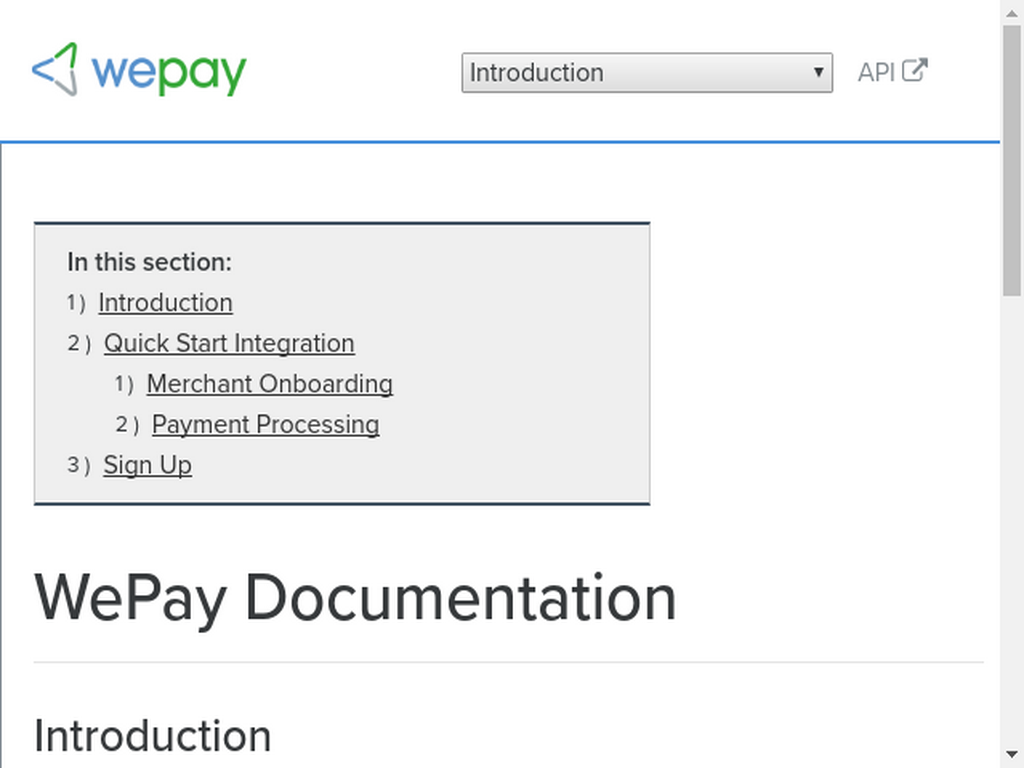 wepay
Introduction
API
In this section:
1) Introduction
2) Quick Start Integration
1) Merchant Onboarding
2) Payment Processing
3) Sign Up
WePay Documentation
Introduction